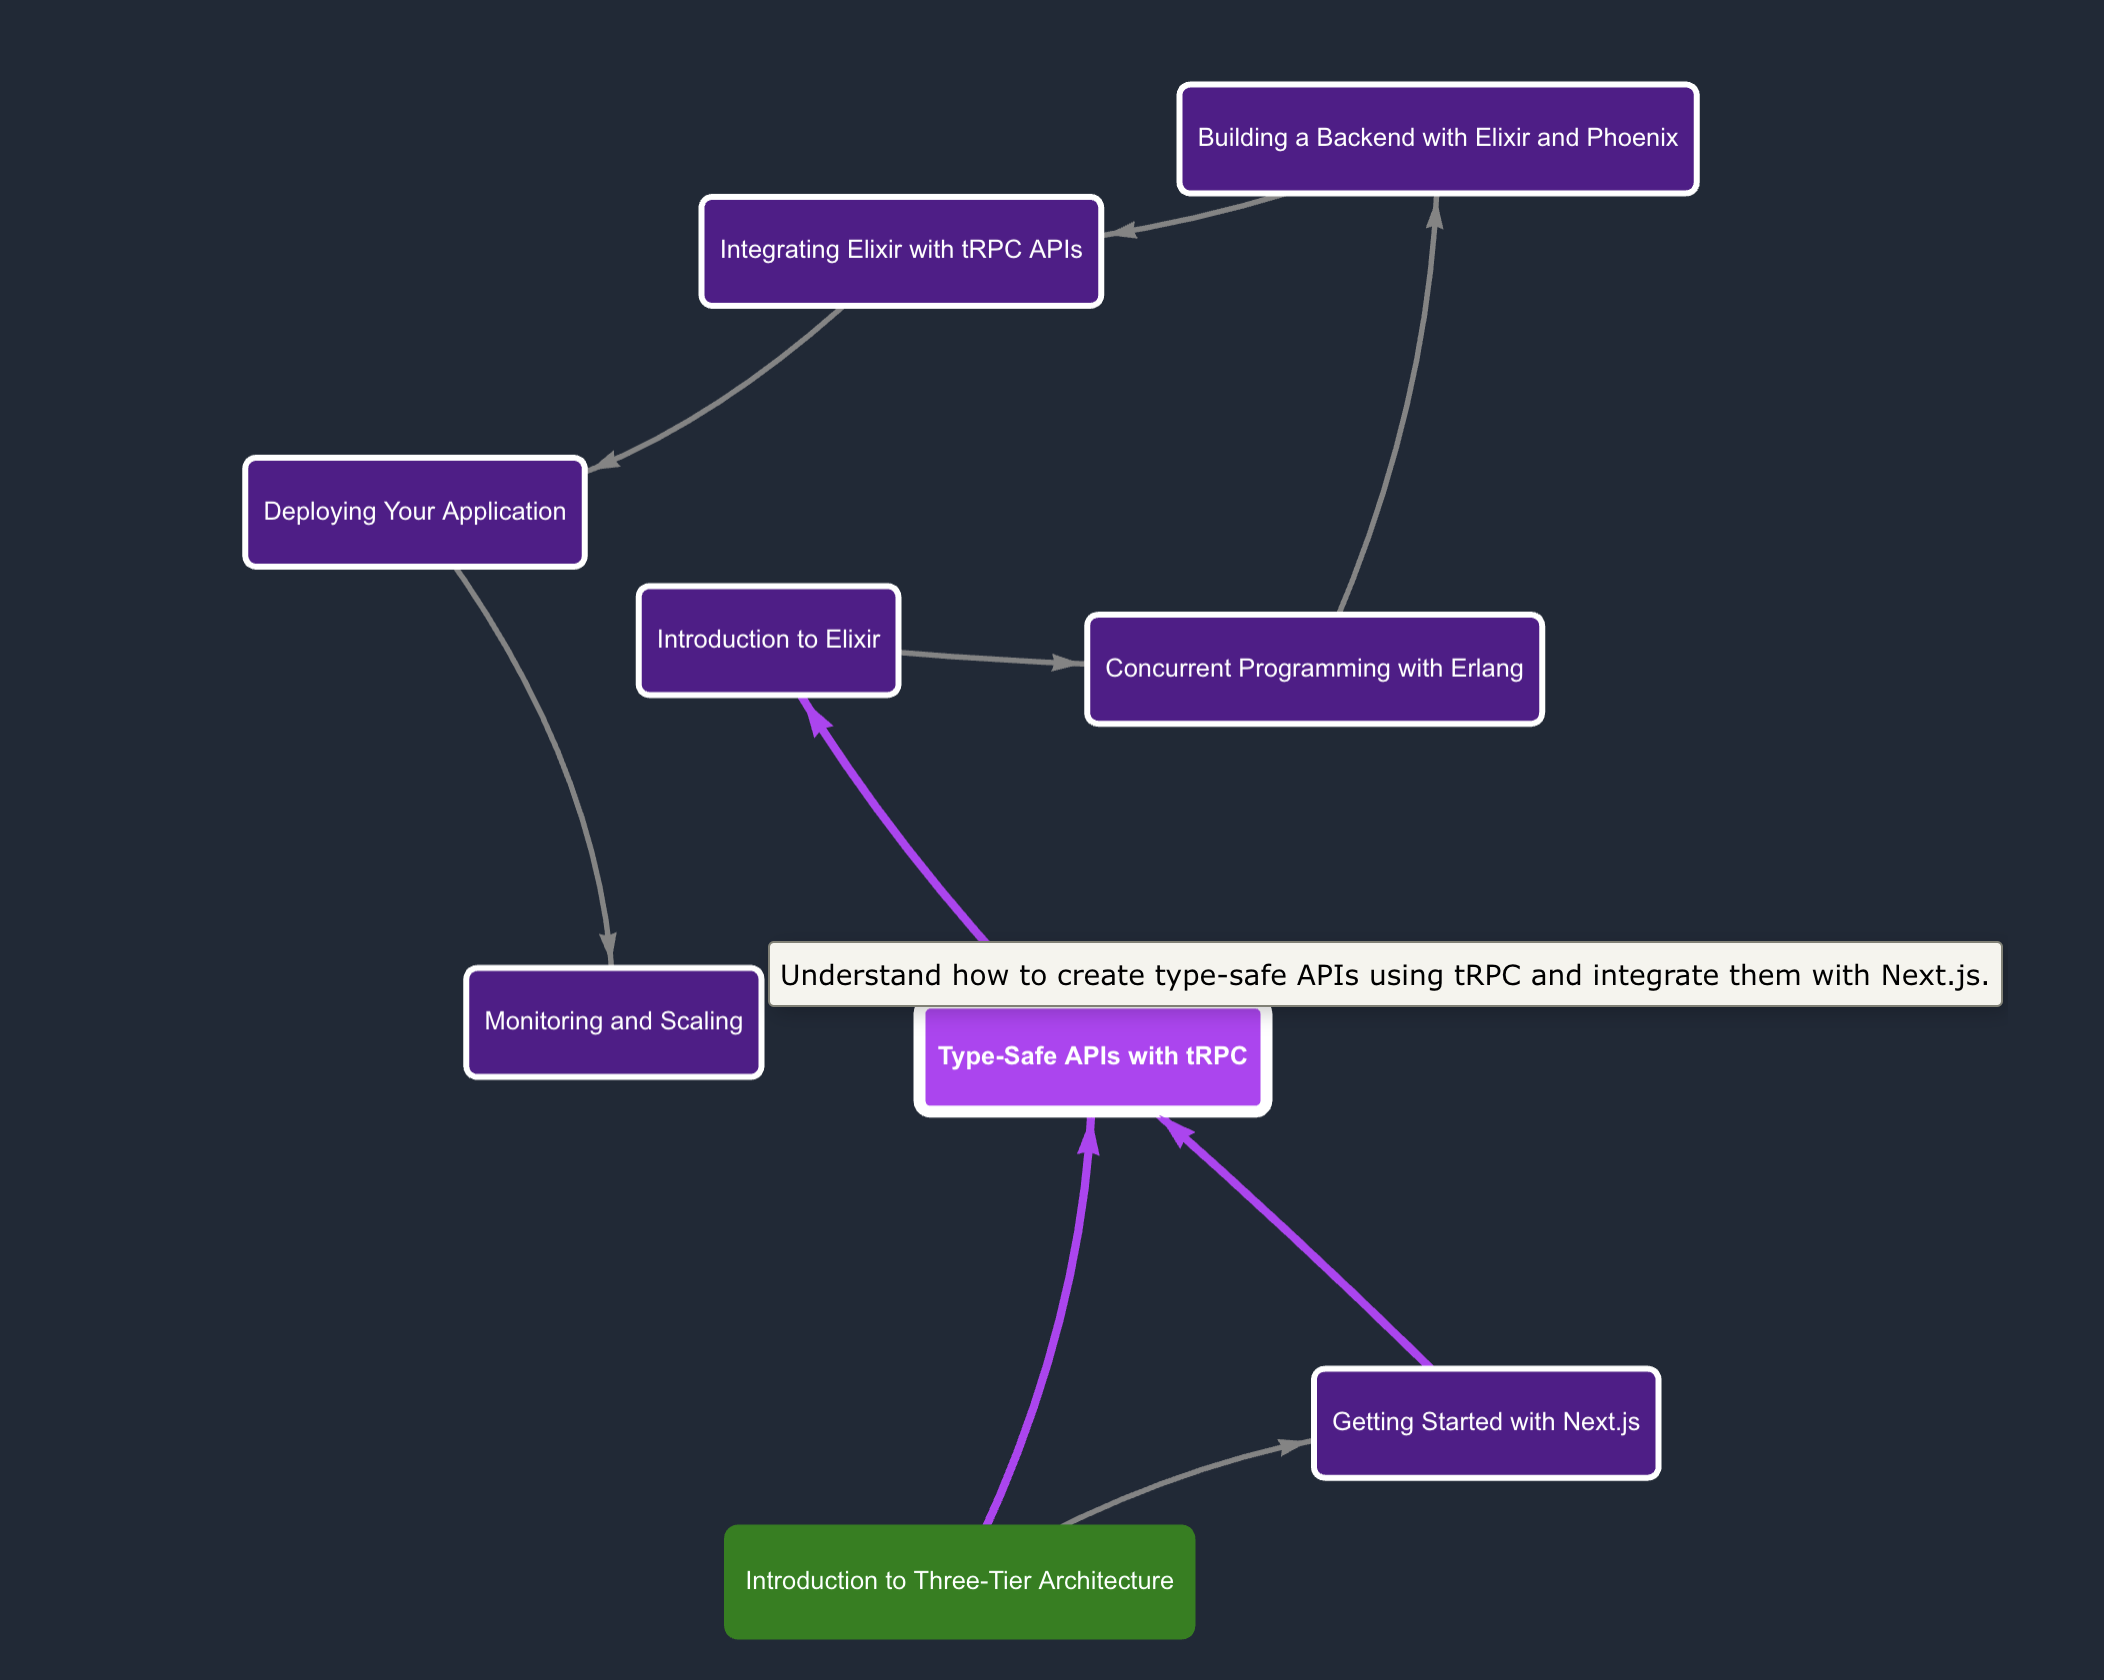 Building a Backend with Elixir and Phoenix
Integrating Elixir with tRPC APIs
Deploying Your Application
Introduction to Elixir
Concurrent Programming with Erlang
Understand how to create type-safe APIs using tRPC and integrate them with Next.js.
Monitoring and Scaling
Type-Safe APIs with tRPC
Getting Started with Next.js
Introduction to Three-Tier Architecture